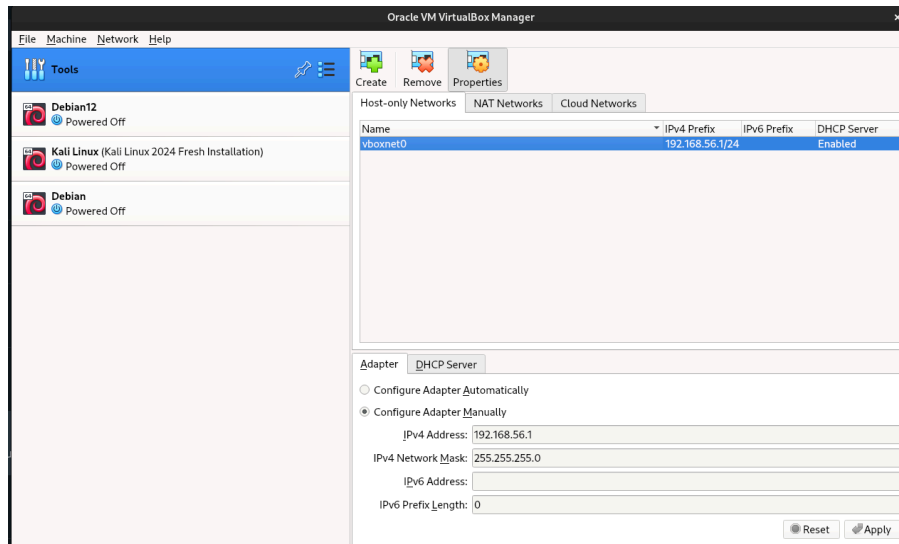 Oracle VM VirtualBox Manager
File Machine Network Help
Tools
Debian12
Powered Off
Kali Linux (Kali Linux 2024 Fresh Installation)
Powered Off
Debian
Powered Off
Create Remove Properties
Host-only Networks NAT Networks Cloud Networks
Name IPv4 Prefix IPv6 Prefix DHCP Server
vboxnet0 192.168.56.1/24 Enabled
Adapter DHCP Server
Configure Adapter Automatically
Configure Adapter Manually
IPv4 Address: 192.168.56.1
IPv4 Network Mask: 255.255.255.0
IPv6 Address:
IPv6 Prefix Length: 0
Reset Apply